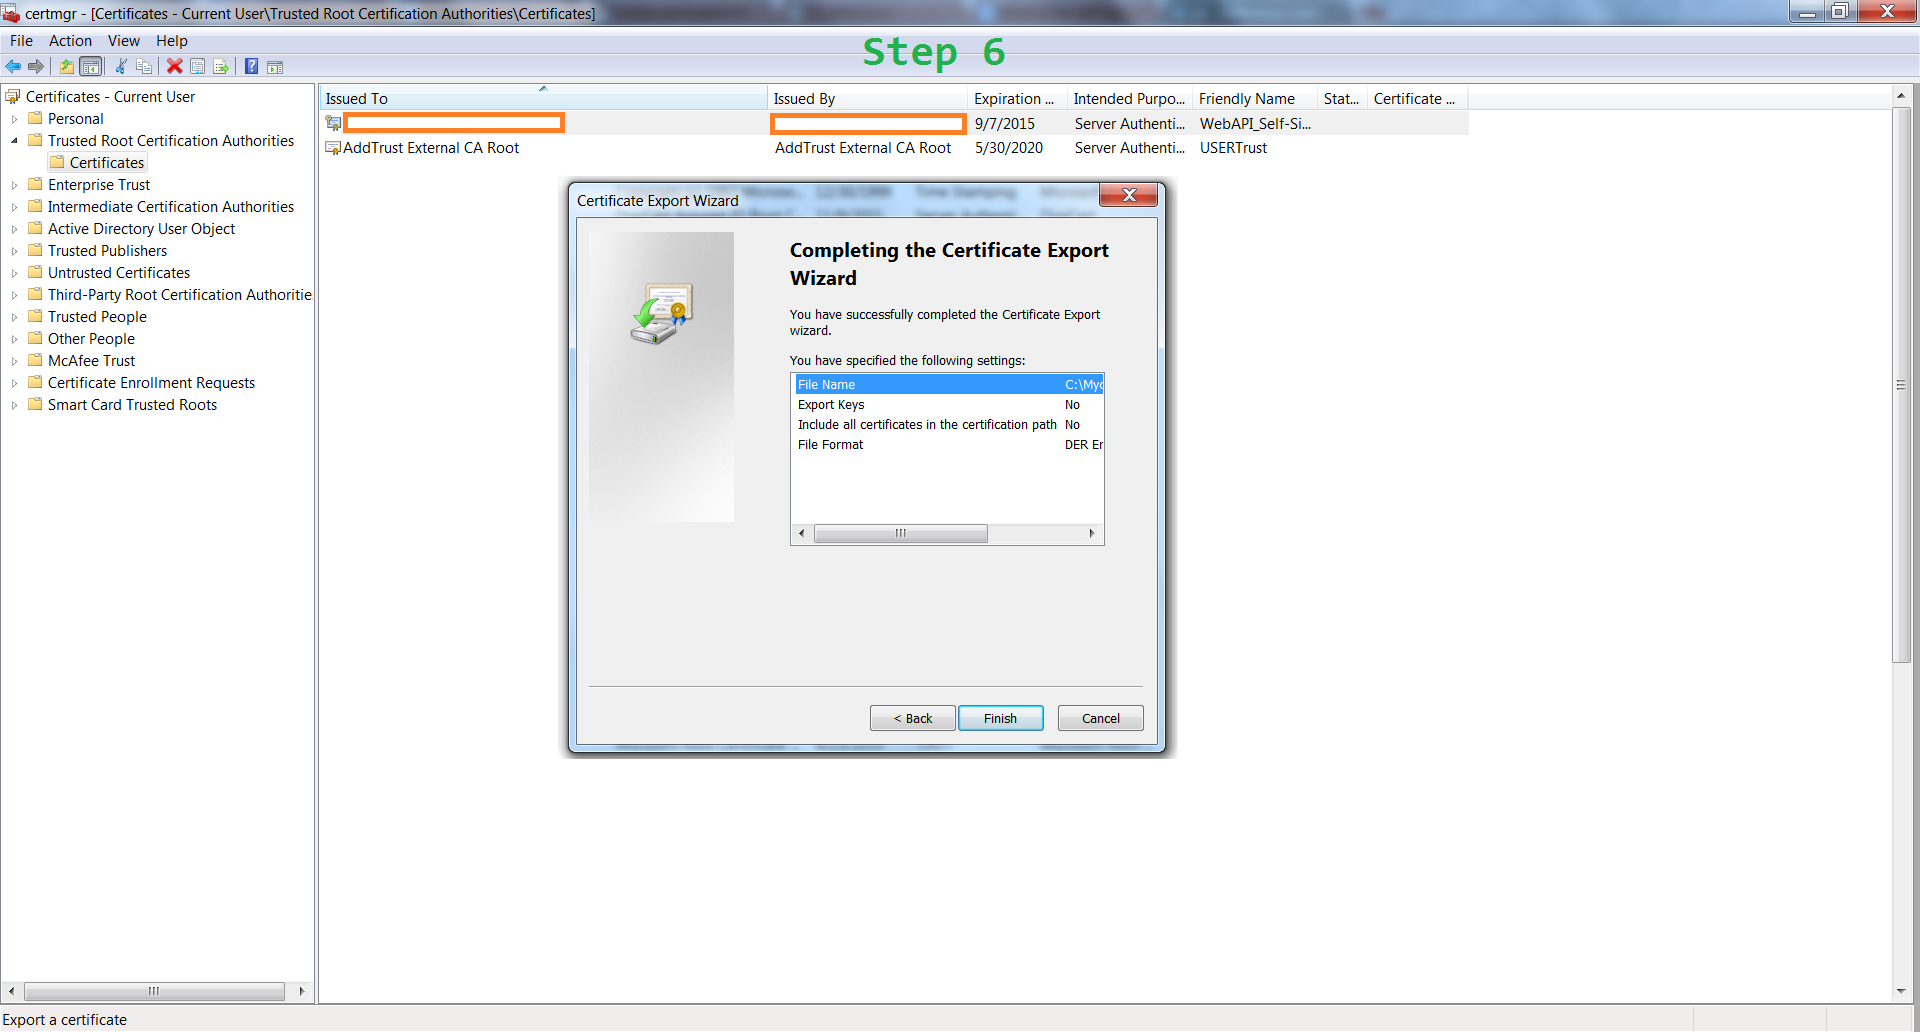 certmgr - [Certificates - Current User\Trusted Root Certification Authorities\Certificates]
File Action View Help
Step 6
Certificates - Current User
Personal
Trusted Root Certification Authorities
Certificates
Enterprise Trust
Intermediate Certification Authorities
Active Directory User Object
Trusted Publishers
Untrusted Certificates
Third-Party Root Certification Authoritie
Trusted People
Other People
McAfee Trust
Certificate Enrollment Requests
Smart Card Trusted Roots
Issued To Issued By Expiration ... Intended Purpo... Friendly Name Stat... Certificate ...
9/7/2015 Server Authenti... WebAPI_Self-Si...
AddTrust External CA Root AddTrust External CA Root 5/30/2020 Server Authenti... USERTrust
Certificate Export Wizard
Completing the Certificate Export
Wizard
You have successfully completed the Certificate Export
wizard.
You have specified the following settings:
File Name C:\Myc
Export Keys No
Include all certificates in the certification path No
File Format DER En
< Back Finish Cancel
Export a certificate